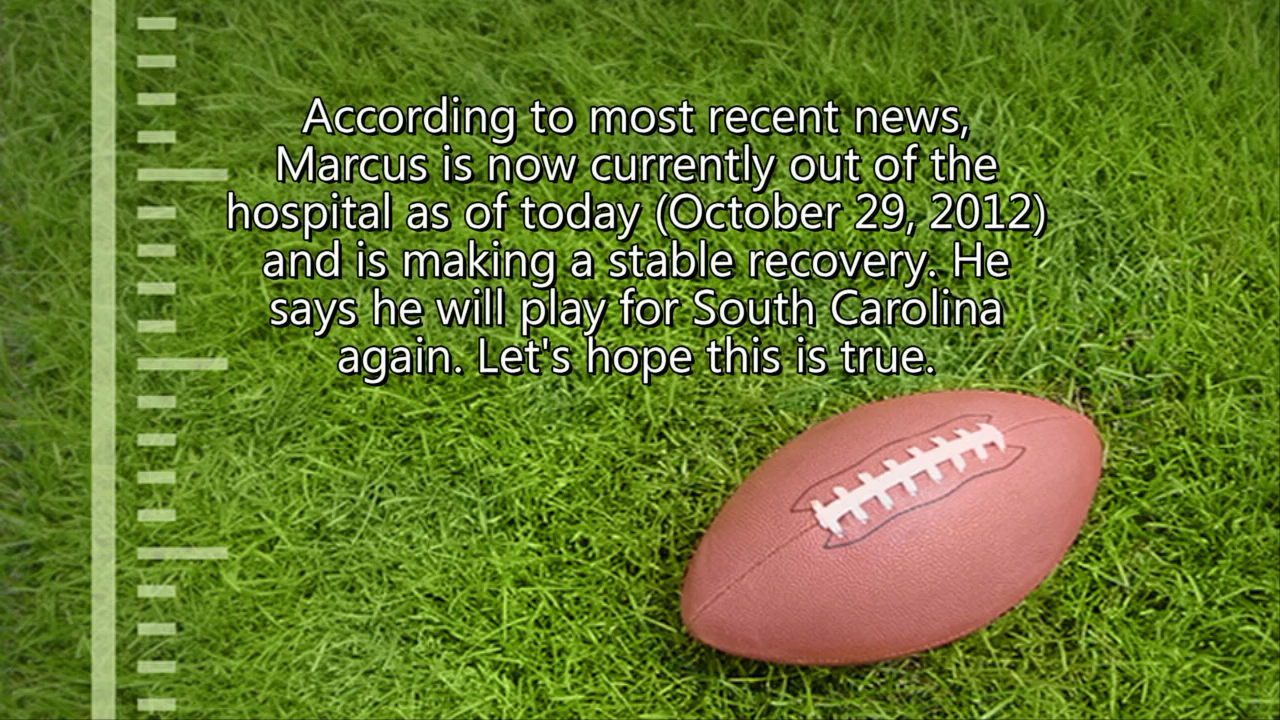 According to most recent news,
Marcus is now currently out of the
hospital as of today (October 29, 2012)
and is making a stable recovery. He
says he will play for South Carolina
again. Let's hope this is true.